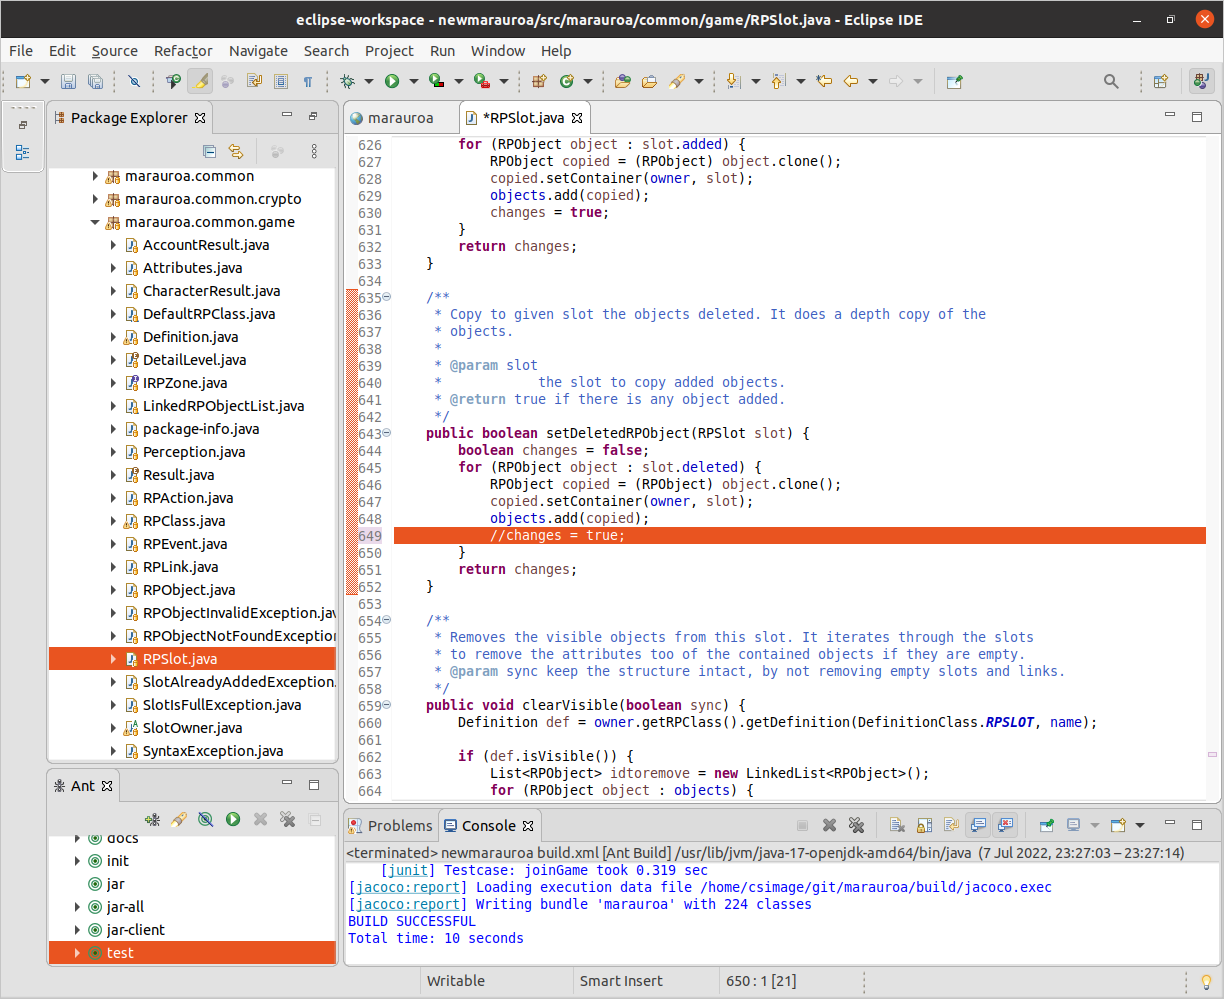 eclipse-workspace - newmarauroa/src/marauroa/common/game/RPSlot.java - Eclipse IDE
File Edit Source Refactor Navigate Search Project Run Window Help
Package Explorer
marauroa.common
marauroa.common.crypto
marauroa.common.game
AccountResult.java
Attributes.java
CharacterResult.java
DefaultRPClass.java
Definition.java
DetailLevel.java
IRPZone.java
LinkedRPObjectList.java
package-info.java
Perception.java
Result.java
RPAction.java
RPClass.java
RPEvent.java
RPLink.java
RPObject.java
RPObjectInvalidException.jav
RPObjectNotFoundException
RPSlot.java
SlotAlreadyAddedException.
SlotIsFullException.java
SlotOwner.java
SyntaxException.java
Ant
docs
init
jar
jar-all
jar-client
test
marauroa
*RPSlot.java
626 for (RPObject object : slot.added) {
627 RPObject copied = (RPObject) object.clone();
628 copied.setContainer(owner, slot);
629 objects.add(copied);
630 changes = true;
631 }
632 return changes;
633 }
634
635 /**
636 * Copy to given slot the objects deleted. It does a depth copy of the
637 * objects.
638 *
639 * @param slot
640 * the slot to copy added objects.
641 * @return true if there is any object added.
642 */
643 public boolean setDeletedRPObject(RPSlot slot) {
644 boolean changes = false;
645 for (RPObject object : slot.deleted) {
646 RPObject copied = (RPObject) object.clone();
647 copied.setContainer(owner, slot);
648 objects.add(copied);
649 //changes = true;
650 }
651 return changes;
652 }
653
654 /**
655 * Removes the visible objects from this slot. It iterates through the slots
656 * to remove the attributes too of the contained objects if they are empty.
657 * @param sync keep the structure intact, by not removing empty slots and links.
658 */
659 public void clearVisible(boolean sync) {
660 Definition def = owner.getRPClass().getDefinition(DefinitionClass.RPSLOT, name);
661
662 if (def.isVisible()) {
663 List<RPObject> idtoremove = new LinkedList<RPObject>();
664 for (RPObject object : objects) {
Problems Console
<terminated> newmarauroa build.xml [Ant Build] /usr/lib/jvm/java-17-openjdk-amd64/bin/java (7 Jul 2022, 23:27:03 – 23:27:14)
[junit] Testcase: joinGame took 0.319 sec
[jacoco:report] Loading execution data file /home/csimage/git/marauroa/build/jacoco.exec
[jacoco:report] Writing bundle 'marauroa' with 224 classes
BUILD SUCCESSFUL
Total time: 10 seconds
Writable Smart Insert 650 : 1 [21]